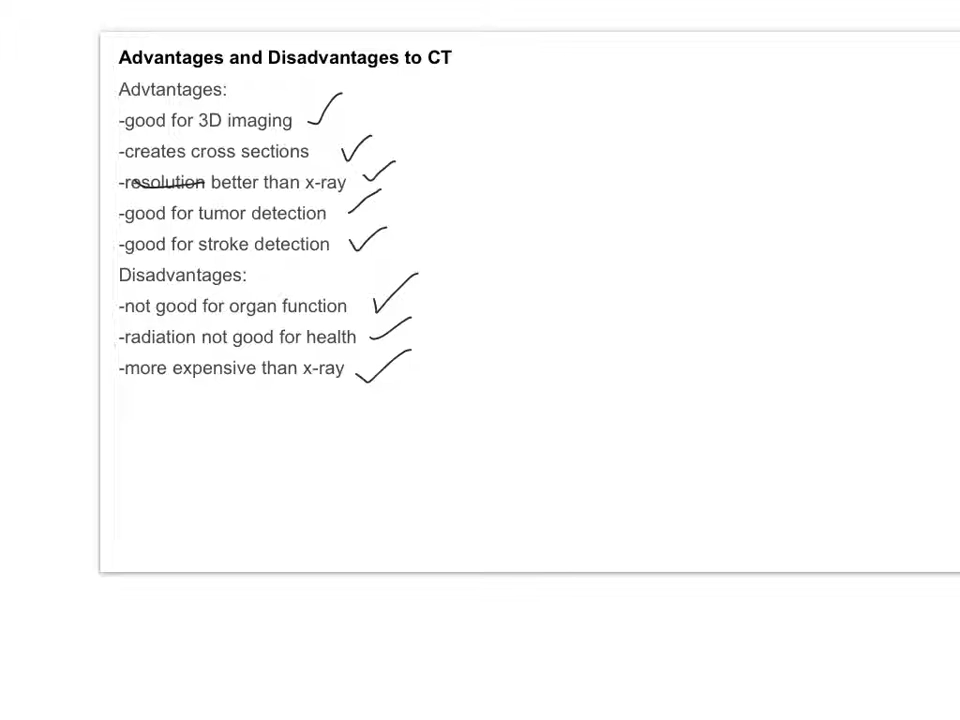 Advantages and Disadvantages to CT
Advtantages:
-good for 3D imaging
-creates cross sections
-resolution better than x-ray
-good for tumor detection
-good for stroke detection
Disadvantages:
-not good for organ function
-radiation not good for health
-more expensive than x-ray